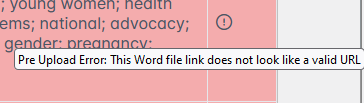 ; young women; health
ems; national; advocacy;
gender; pregnancy;
Pre Upload Error: This Word file link does not look like a valid URL